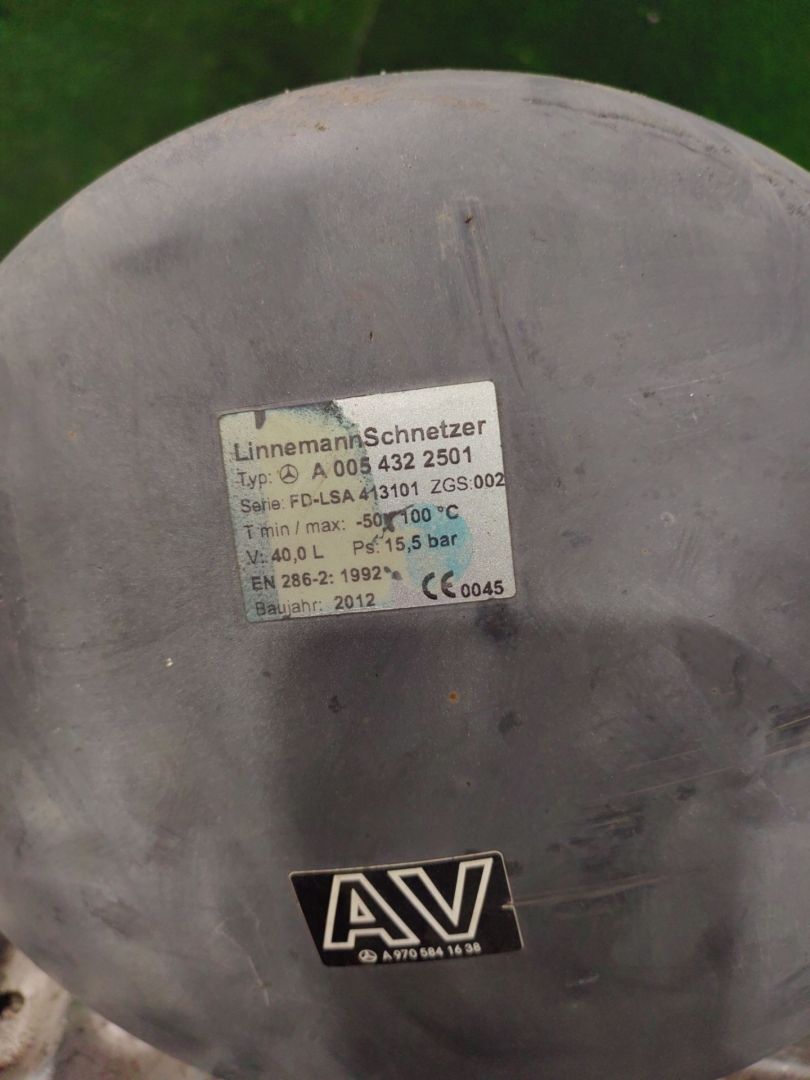 LinnemannSchnetzer
Typ: A 005 432 2501
Serie: FD-LSA 413101 ZGS:002
T min / max: -50/ 100 °C
V: 40,0 L Ps: 15,5 bar
EN 286-2: 1992
CE 0045
Baujahr: 2012
AV
A 970 584 16 38